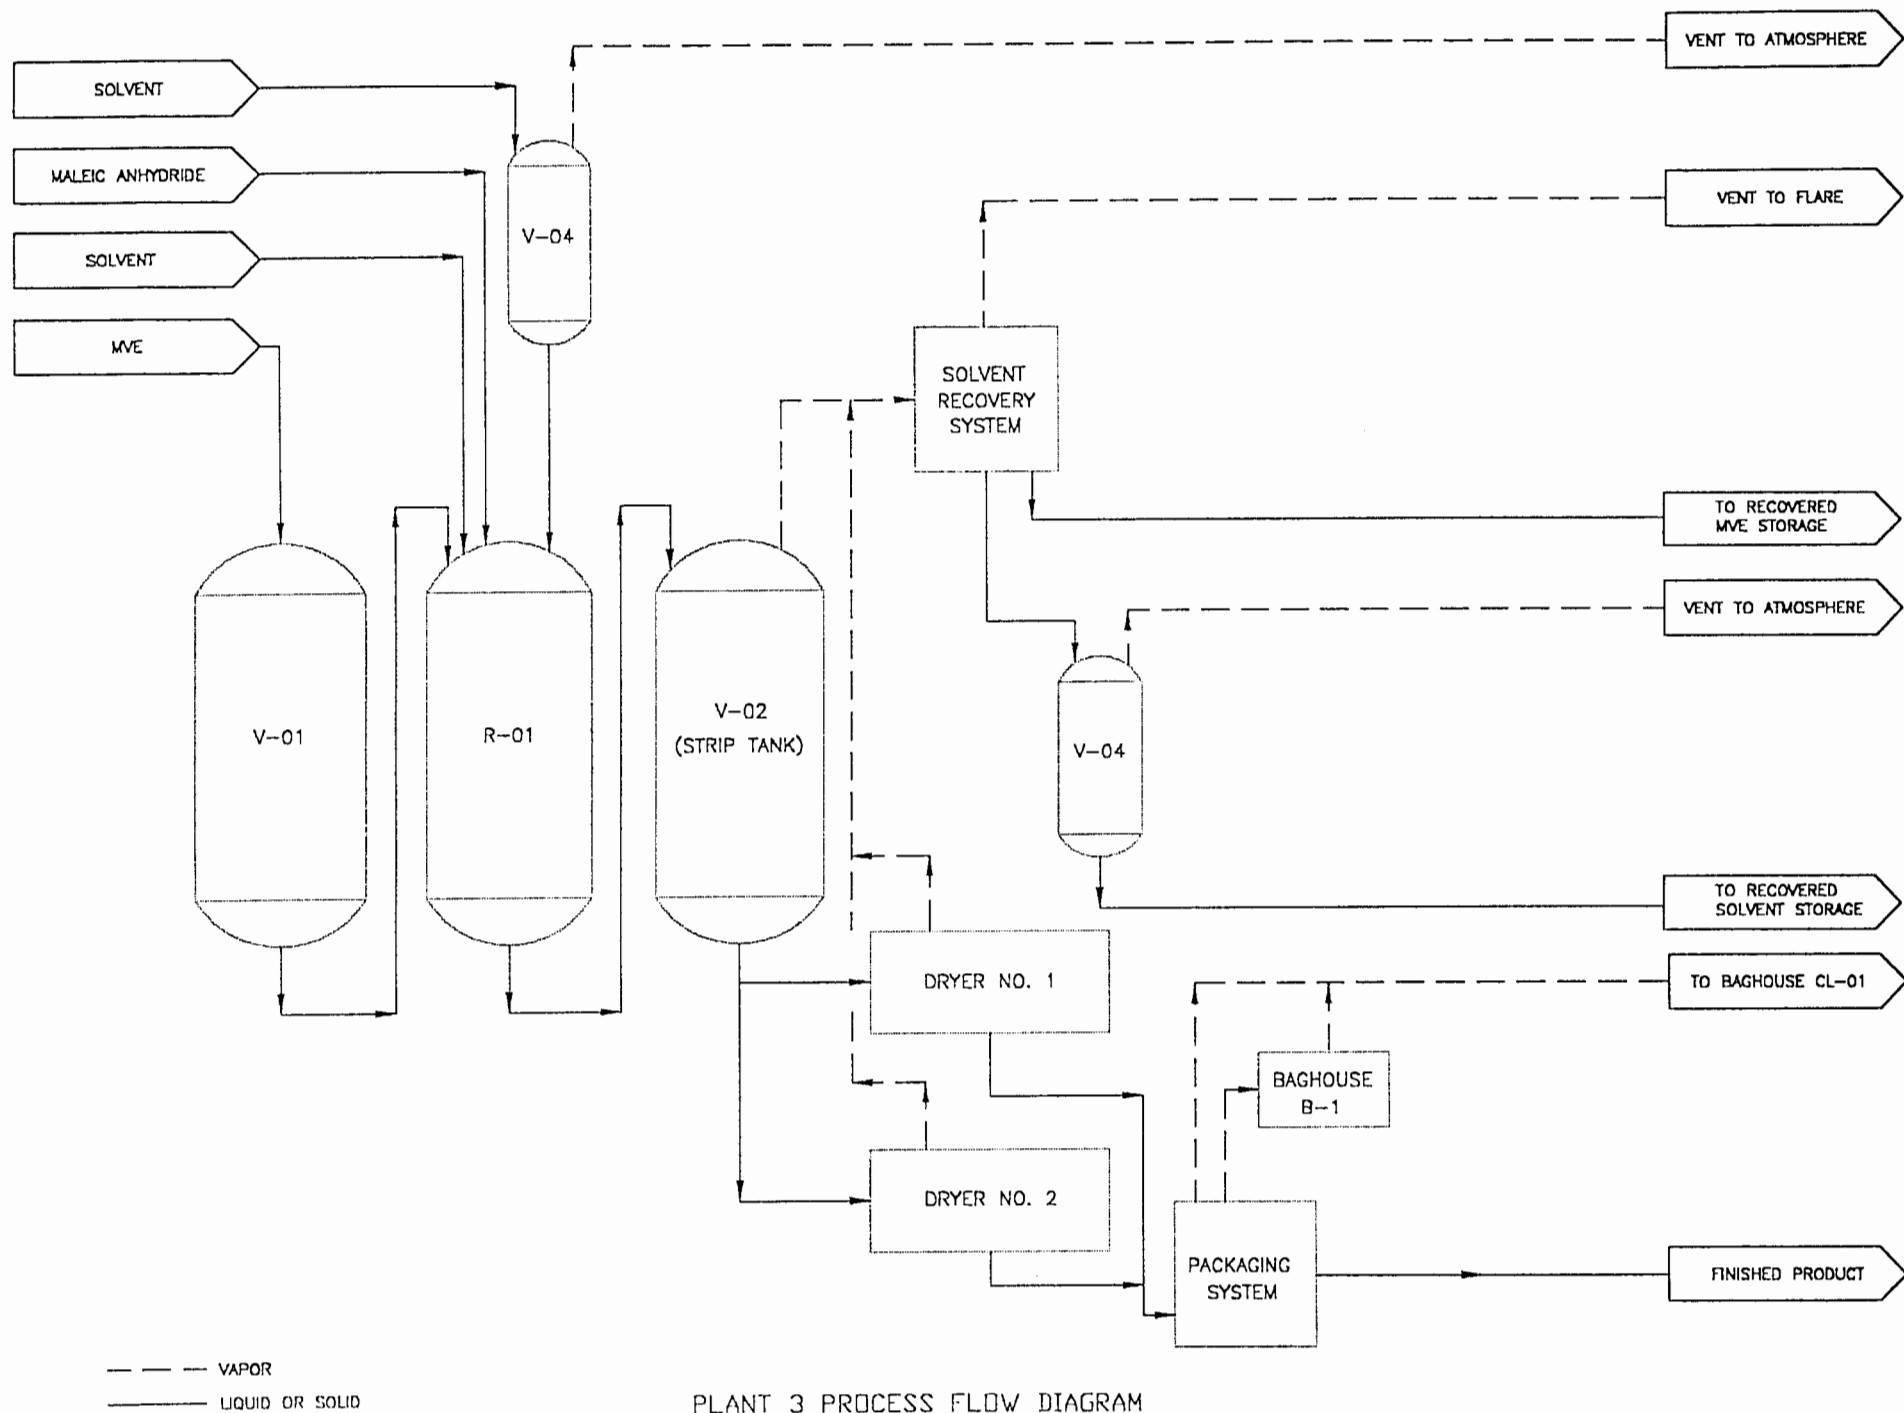 VENT TO ATMOSPHERE
SOLVENT
MALEIC ANHYDRIDE
VENT TO FLARE
V-04
SOLVENT
MVE
SOLVENT
RECOVERY
SYSTEM
TO RECOVERED
MVE STORAGE
VENT TO ATMOSPHERE
V-01
R-01
V-02
(STRIP TANK)
V-04
TO RECOVERED
SOLVENT STORAGE
DRYER NO. 1
TO BAGHOUSE CL-01
BAGHOUSE
B-1
DRYER NO. 2
PACKAGING
SYSTEM
FINISHED PRODUCT
VAPOR
LIQUID OR SOLID
PLANT 3 PROCESS FLOW DIAGRAM